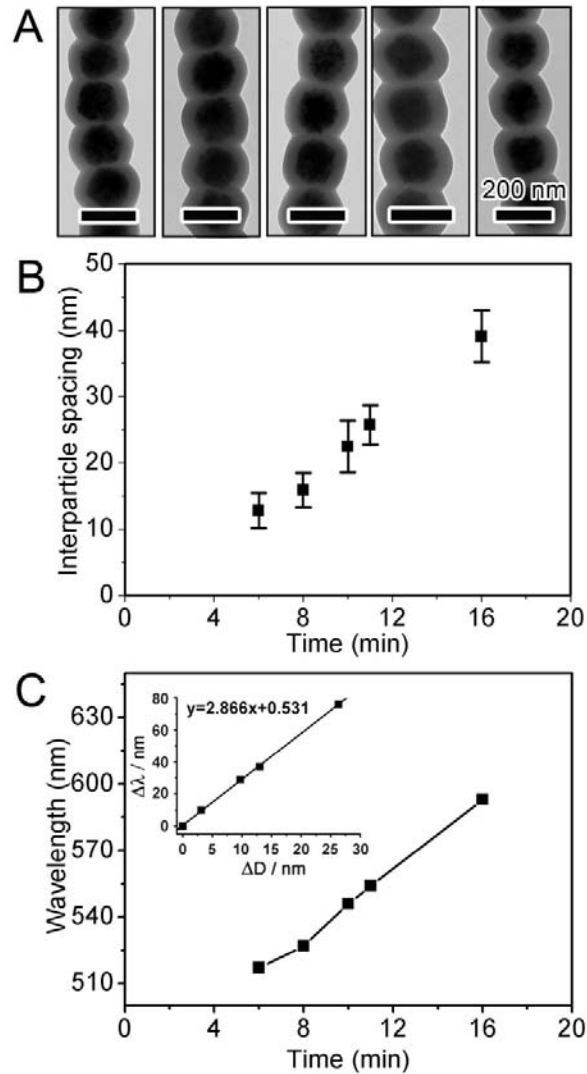 A
200 nm
B
50
40
30
20
10
0
Interparticle spacing (nm)
0 4 8 12 16 20
Time (min)
C
630
600
570
540
510
Wavelength (nm)
y=2.866x+0.531
80
60
40
20
0
Δλ / nm
0 5 10 15 20 25 30
ΔD / nm
0 4 8 12 16 20
Time (min)